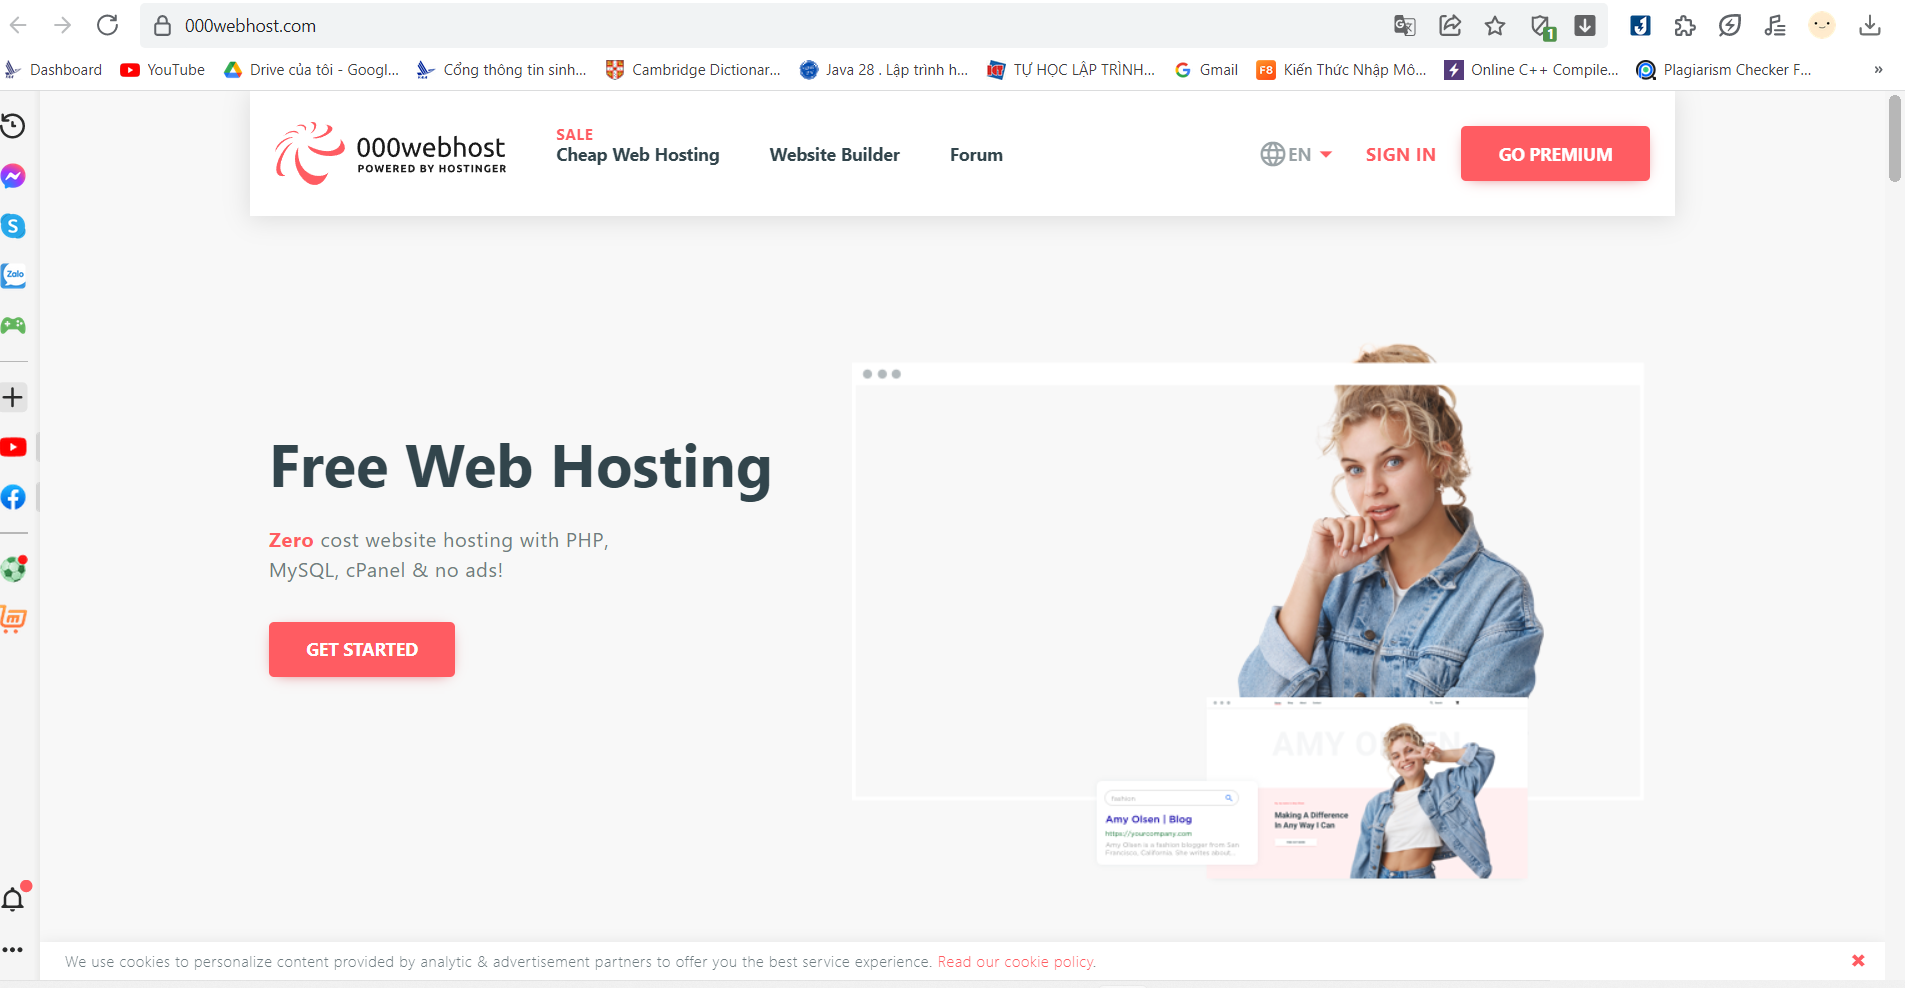 000webhost.com
1
Dashboard
YouTube
Drive của tôi - Googl...
Cổng thông tin sinh...
Cambridge Dictionar...
Java 28 . Lập trình h...
TỰ HỌC LẬP TRÌNH...
Gmail
F8
Kiến Thức Nhập Mô...
Online C++ Compile...
Plagiarism Checker F...
»
000webhost
POWERED BY HOSTINGER
SALE
Cheap Web Hosting
Website Builder
Forum
EN
SIGN IN
GO PREMIUM
Zalo
Free Web Hosting
Zero cost website hosting with PHP,
MySQL, cPanel & no ads!
GET STARTED
AMY OLSEN
fashion
Amy Olsen | Blog
https://yourcompany.com
Amy Olsen is a fashion blogger from San
Francisco, California. She writes about...
Making A Difference
In Any Way I Can
We use cookies to personalize content provided by analytic & advertisement partners to offer you the best service experience. Read our cookie policy.